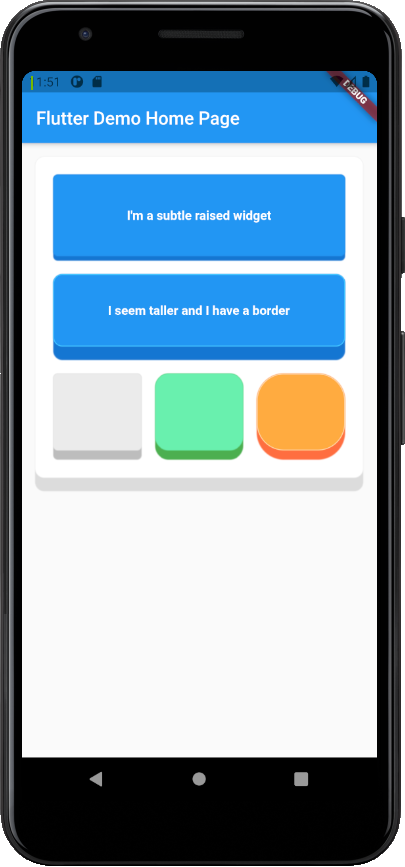 1:51
DEBUG
Flutter Demo Home Page
I'm a subtle raised widget
I seem taller and I have a border